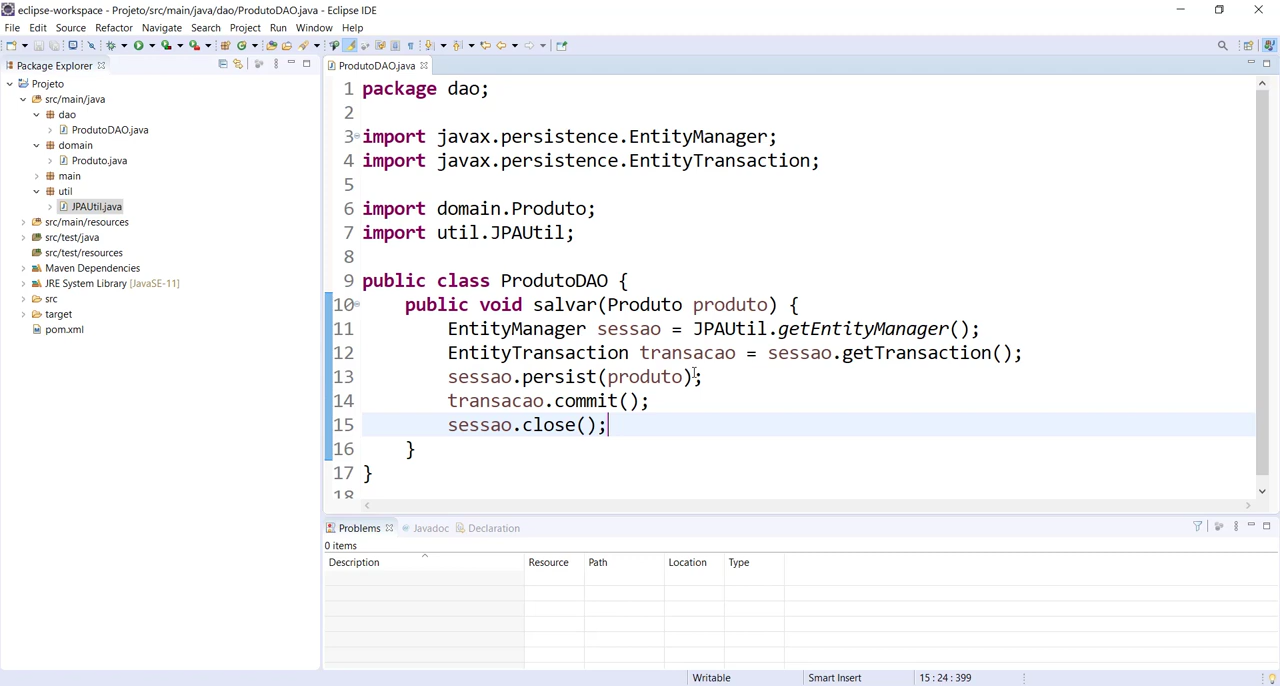 eclipse-workspace - Projeto/src/main/java/dao/ProdutoDAO.java - Eclipse IDE
File Edit Source Refactor Navigate Search Project Run Window Help
Package Explorer
Projeto
src/main/java
dao
ProdutoDAO.java
domain
Produto.java
main
util
JPAUtil.java
src/main/resources
src/test/java
src/test/resources
Maven Dependencies
JRE System Library [JavaSE-11]
src
target
pom.xml
ProdutoDAO.java
1 package dao;
2
3 import javax.persistence.EntityManager;
4 import javax.persistence.EntityTransaction;
5
6 import domain.Produto;
7 import util.JPAUtil;
8
9 public class ProdutoDAO {
10 public void salvar(Produto produto) {
11 EntityManager sessao = JPAUtil.getEntityManager();
12 EntityTransaction transacao = sessao.getTransaction();
13 sessao.persist(produto);
14 transacao.commit();
15 sessao.close();
16 }
17 }
18
Problems Javadoc Declaration
0 items
Description Resource Path Location Type
Writable Smart Insert 15 : 24 : 399